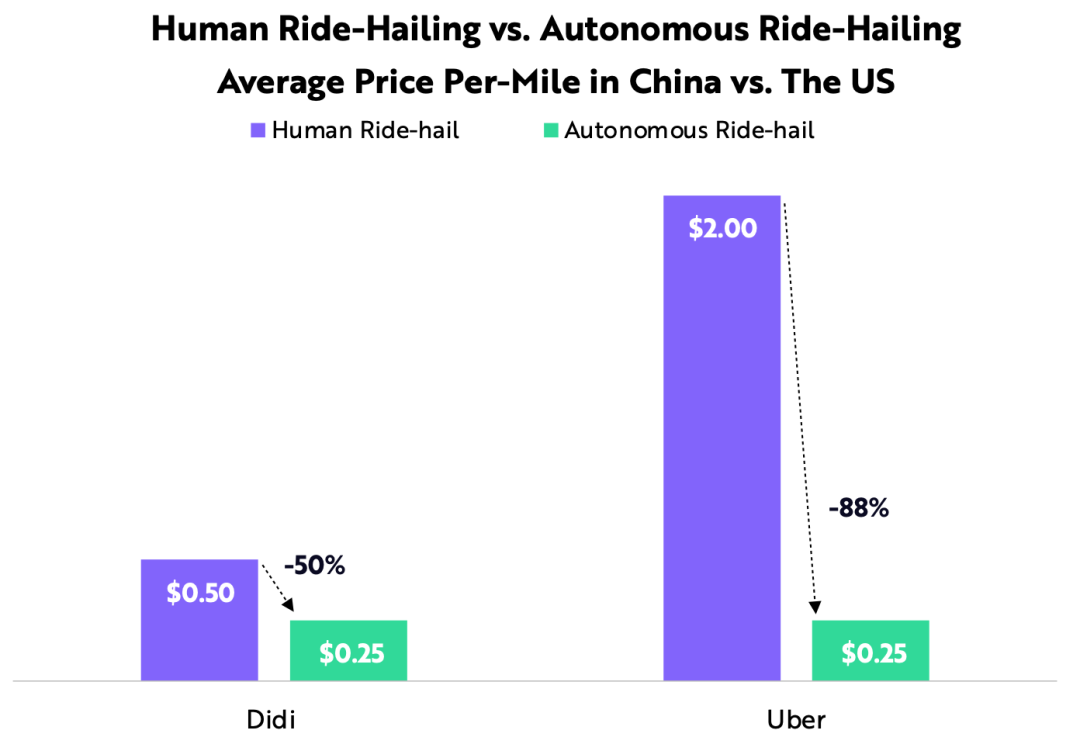 Human Ride-Hailing vs. Autonomous Ride-Hailing
Average Price Per-Mile in China vs. The US
Human Ride-hail Autonomous Ride-hail
$2.00
-88%
-50%
$0.50
$0.25 $0.25
Didi Uber